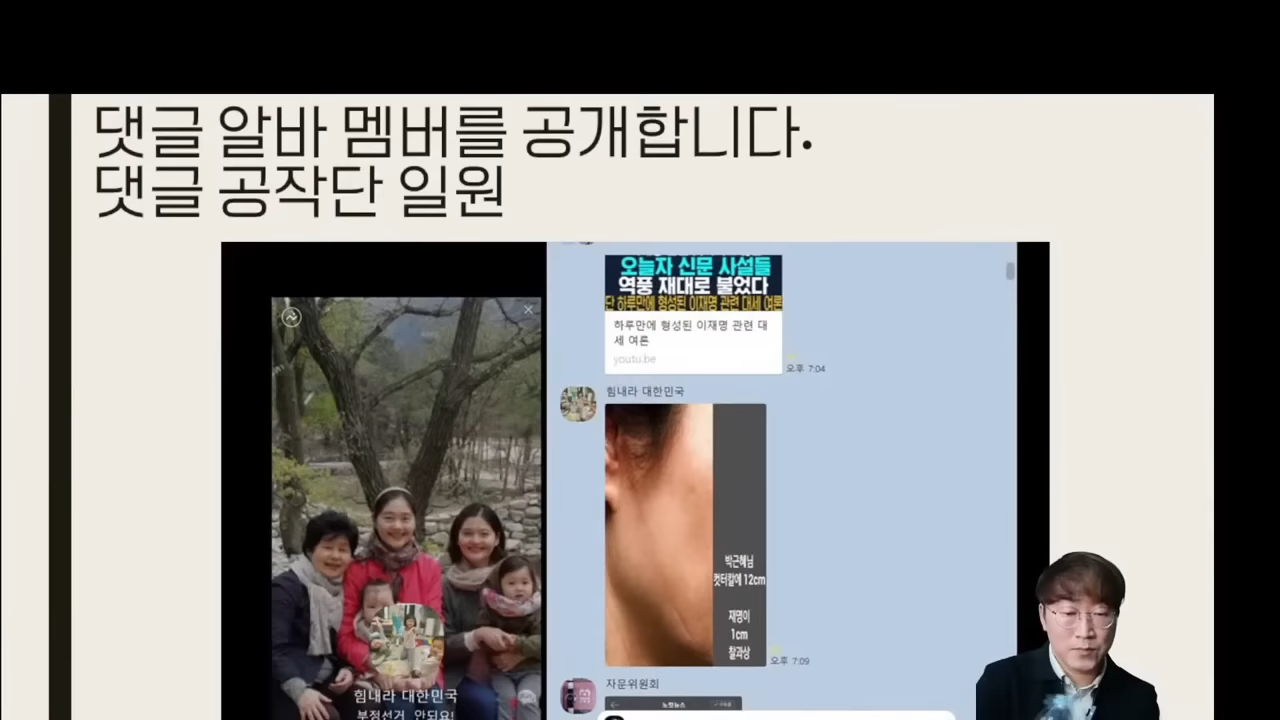 댓글 알바 멤버를 공개합니다.
댓글 공작단 일원
오늘자 신문 사설들
역풍 제대로 불었다
단 하루만에 형성된 이재명 관련 대세 여론
하루만에 형성된 이재명 관련 대
세 여론
youtu.be
오후 7:04
힘내라 대한민국
박근혜님
컷터칼에 12cm
재명이
1cm
찰과상
오후 7:09
자문위원회
노컷뉴스
힘내라 대한민국
부정선거 안되요!